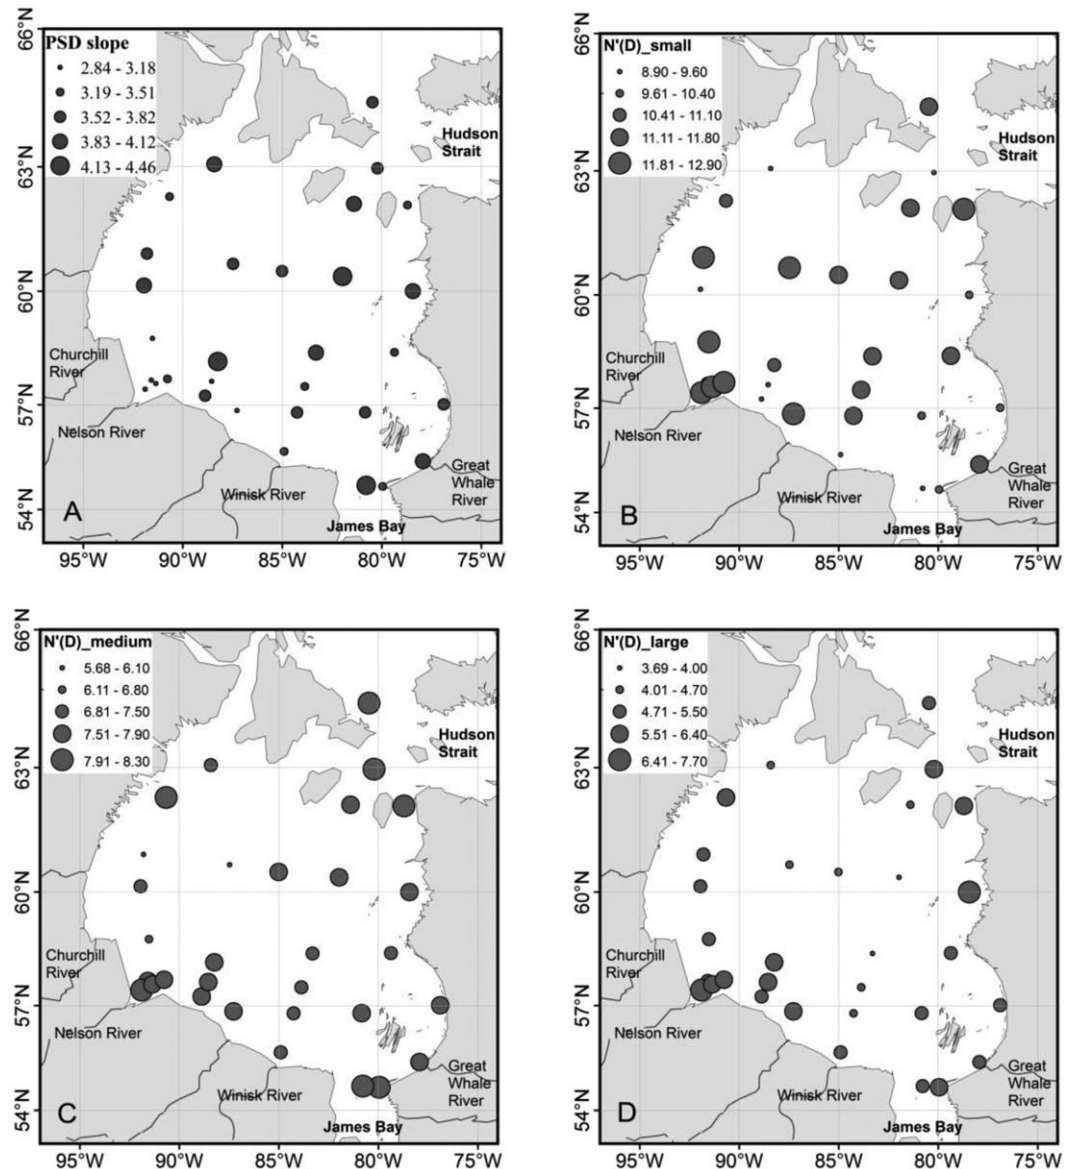 66°N
63°N
60°N
57°N
54°N
PSD slope
2.84 - 3.18
3.19 - 3.51
3.52 - 3.82
3.83 - 4.12
4.13 - 4.46
Hudson
Strait
Churchill
River
Nelson River
Winisk River
Great
Whale
River
James Bay
A
95°W 90°W 85°W 80°W 75°W
66°N
63°N
60°N
57°N
54°N
N'(D)_small
8.90 - 9.60
9.61 - 10.40
10.41 - 11.10
11.11 - 11.80
11.81 - 12.90
Hudson
Strait
Churchill
River
Nelson River
Winisk River
Great
Whale
River
James Bay
B
95°W 90°W 85°W 80°W 75°W
66°N
63°N
60°N
57°N
54°N
N'(D)_medium
5.68 - 6.10
6.11 - 6.80
6.81 - 7.50
7.51 - 7.90
7.91 - 8.30
Hudson
Strait
Churchill
River
Nelson River
Winisk River
Great
Whale
River
James Bay
C
95°W 90°W 85°W 80°W 75°W
66°N
63°N
60°N
57°N
54°N
N'(D)_large
3.69 - 4.00
4.01 - 4.70
4.71 - 5.50
5.51 - 6.40
6.41 - 7.70
Hudson
Strait
Churchill
River
Nelson River
Winisk River
Great
Whale
River
James Bay
D
95°W 90°W 85°W 80°W 75°W